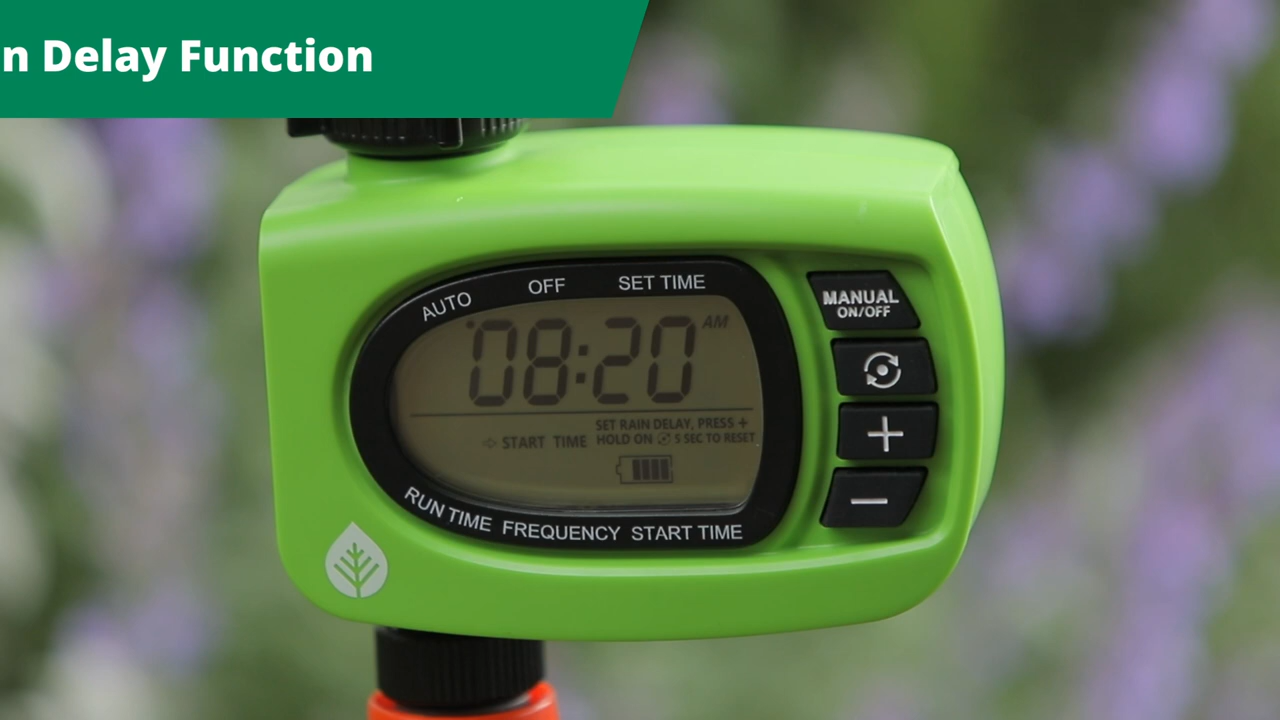 n Delay Function
AUTO OFF SET TIME
08:20 AM
SET RAIN DELAY, PRESS +
START TIME HOLD ON 5 SEC TO RESET
RUN TIME FREQUENCY START TIME
MANUAL
ON/OFF